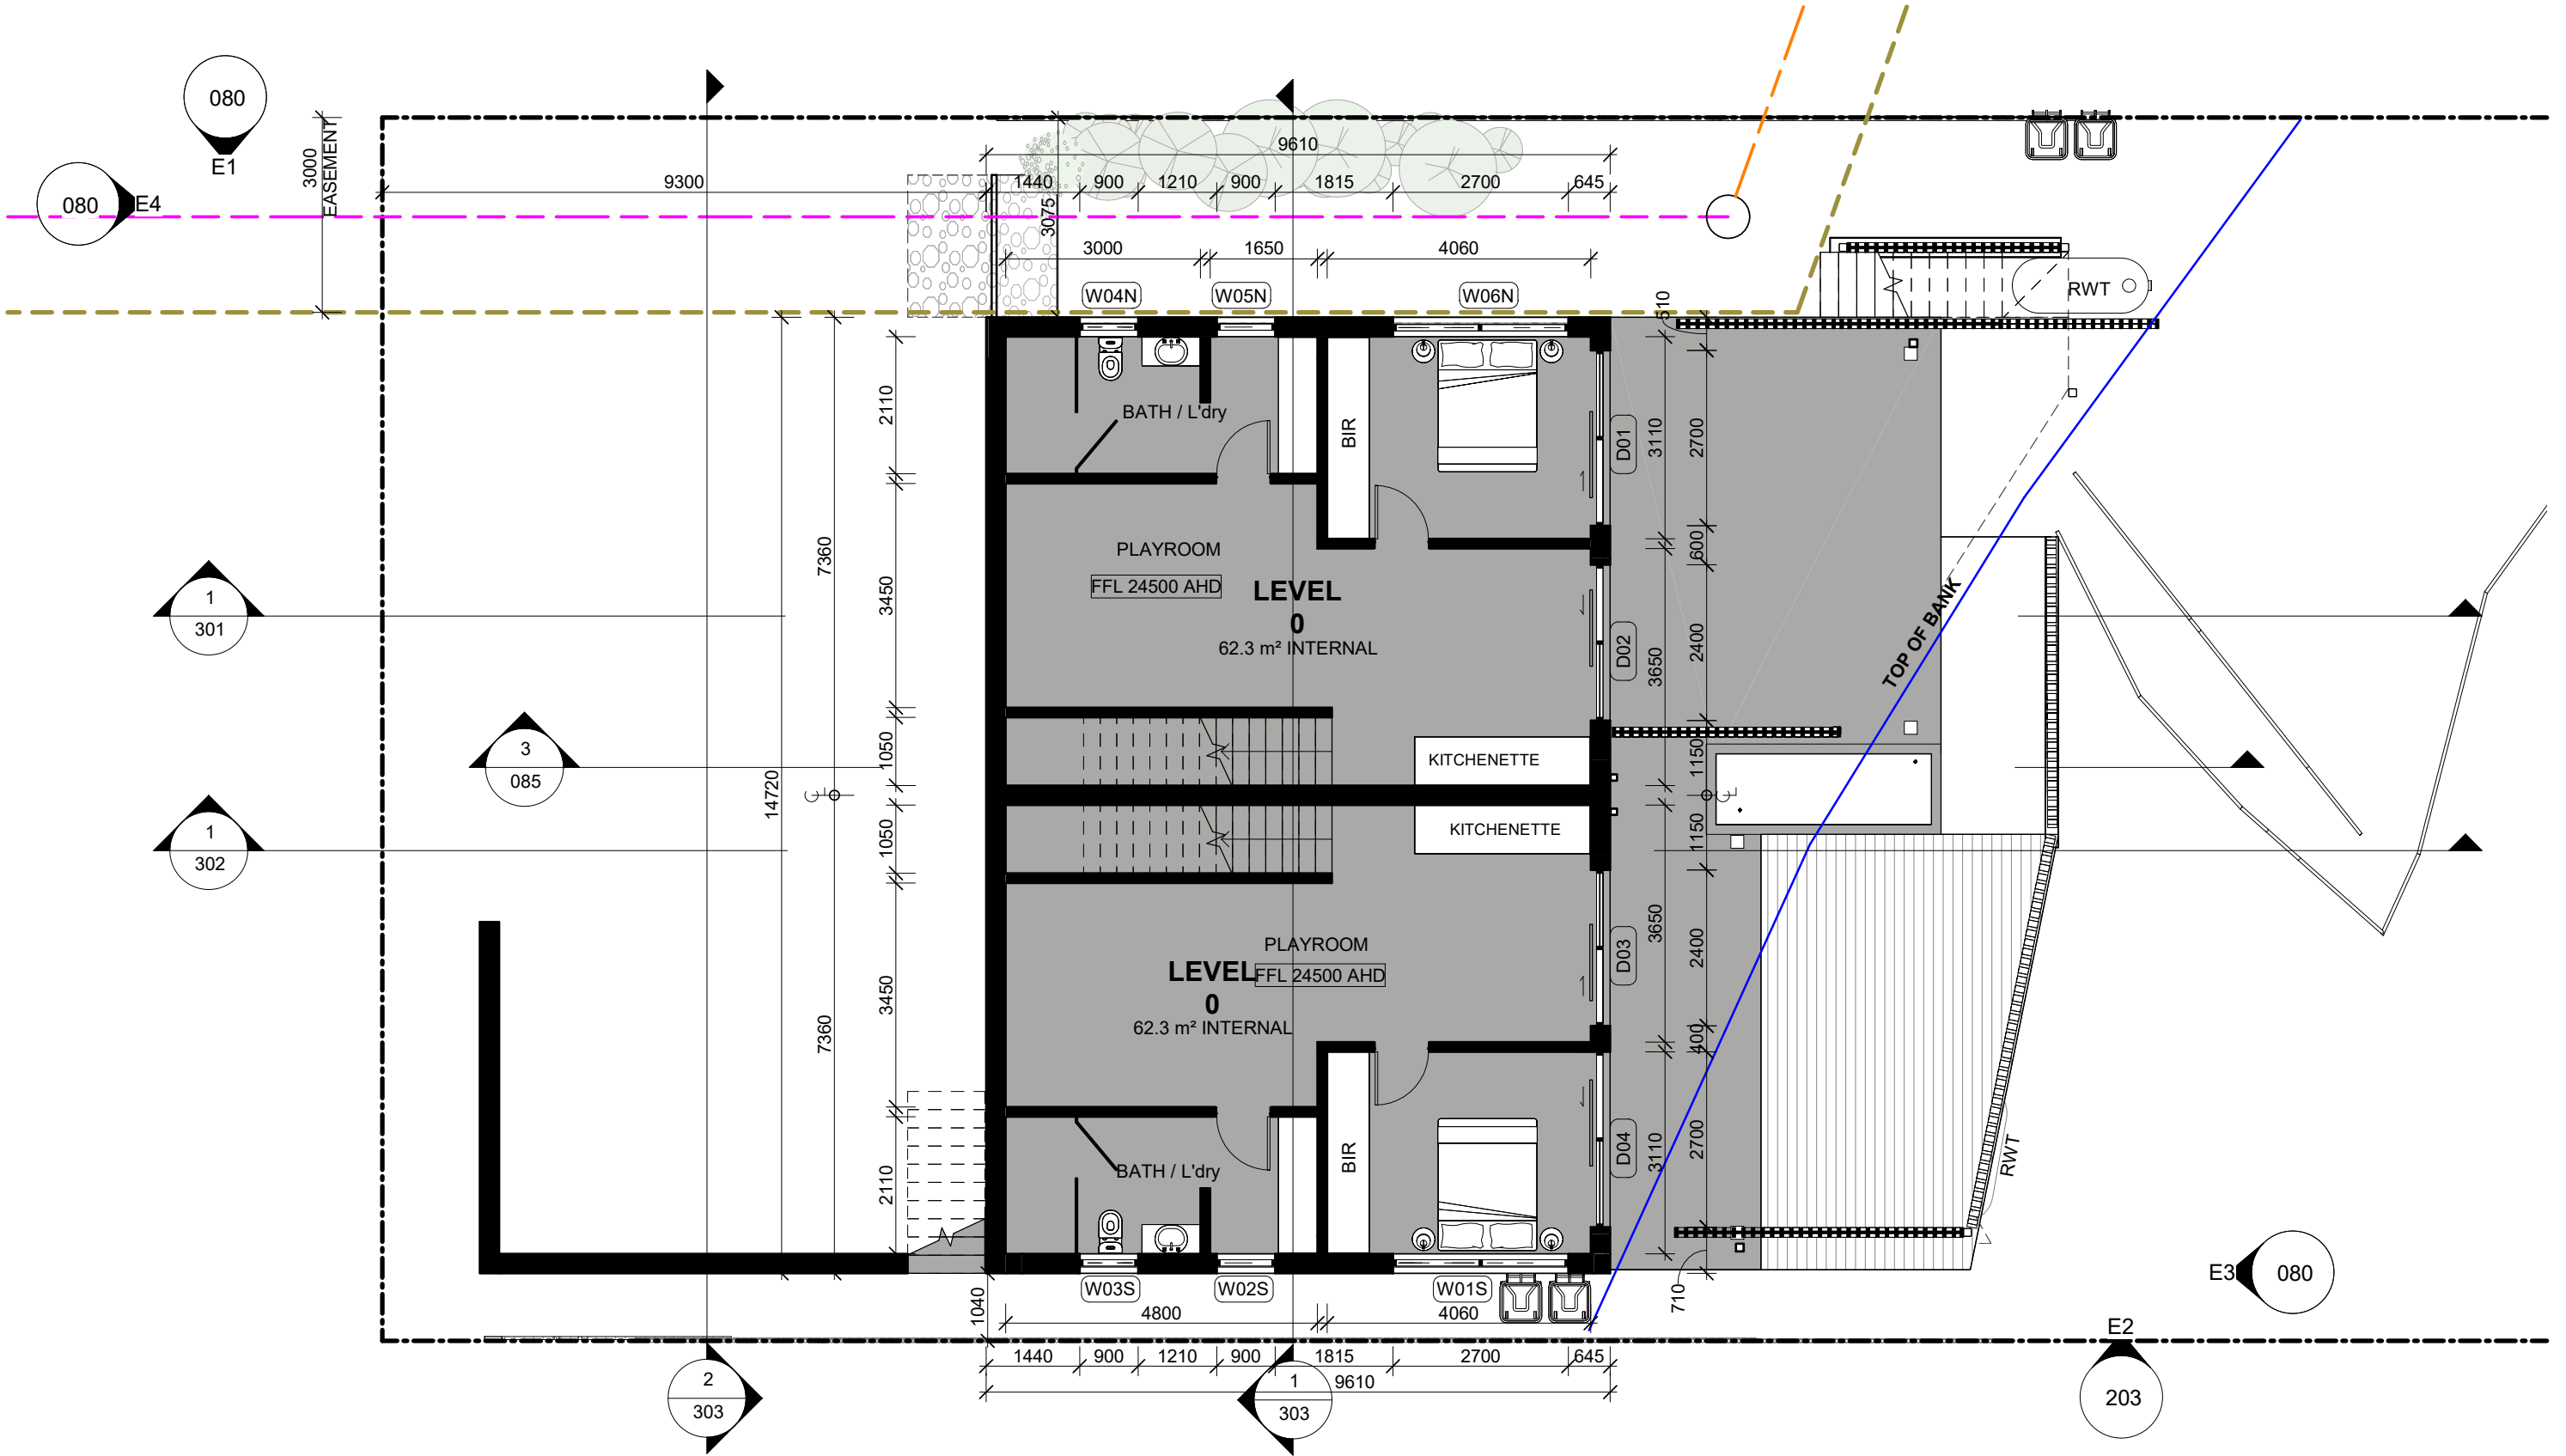 080
E1
080
E4
3000
EASEMENT
9610
9300
1440
900
1210
900
1815
2700
645
3075
3000
1650
4060
W04N
W05N
W06N
RWT
510
2110
BATH / L'dry
BIR
D01
3110
2700
7360
PLAYROOM
FFL 24500 AHD
LEVEL
0
62.3 m² INTERNAL
3450
600
D02
3650
2400
TOP OF BANK
1
301
3
085
14720
1050
KITCHENETTE
1150
1
302
1050
KITCHENETTE
1150
PLAYROOM
FFL 24500 AHD
LEVEL
0
62.3 m² INTERNAL
3450
7360
D03
3650
2400
400
2110
BATH / L'dry
BIR
D04
3110
2700
RWT
710
1040
W03S
W02S
W01S
4800
4060
1440
900
1210
900
1815
2700
645
9610
2
303
1
303
E3
080
E2
203